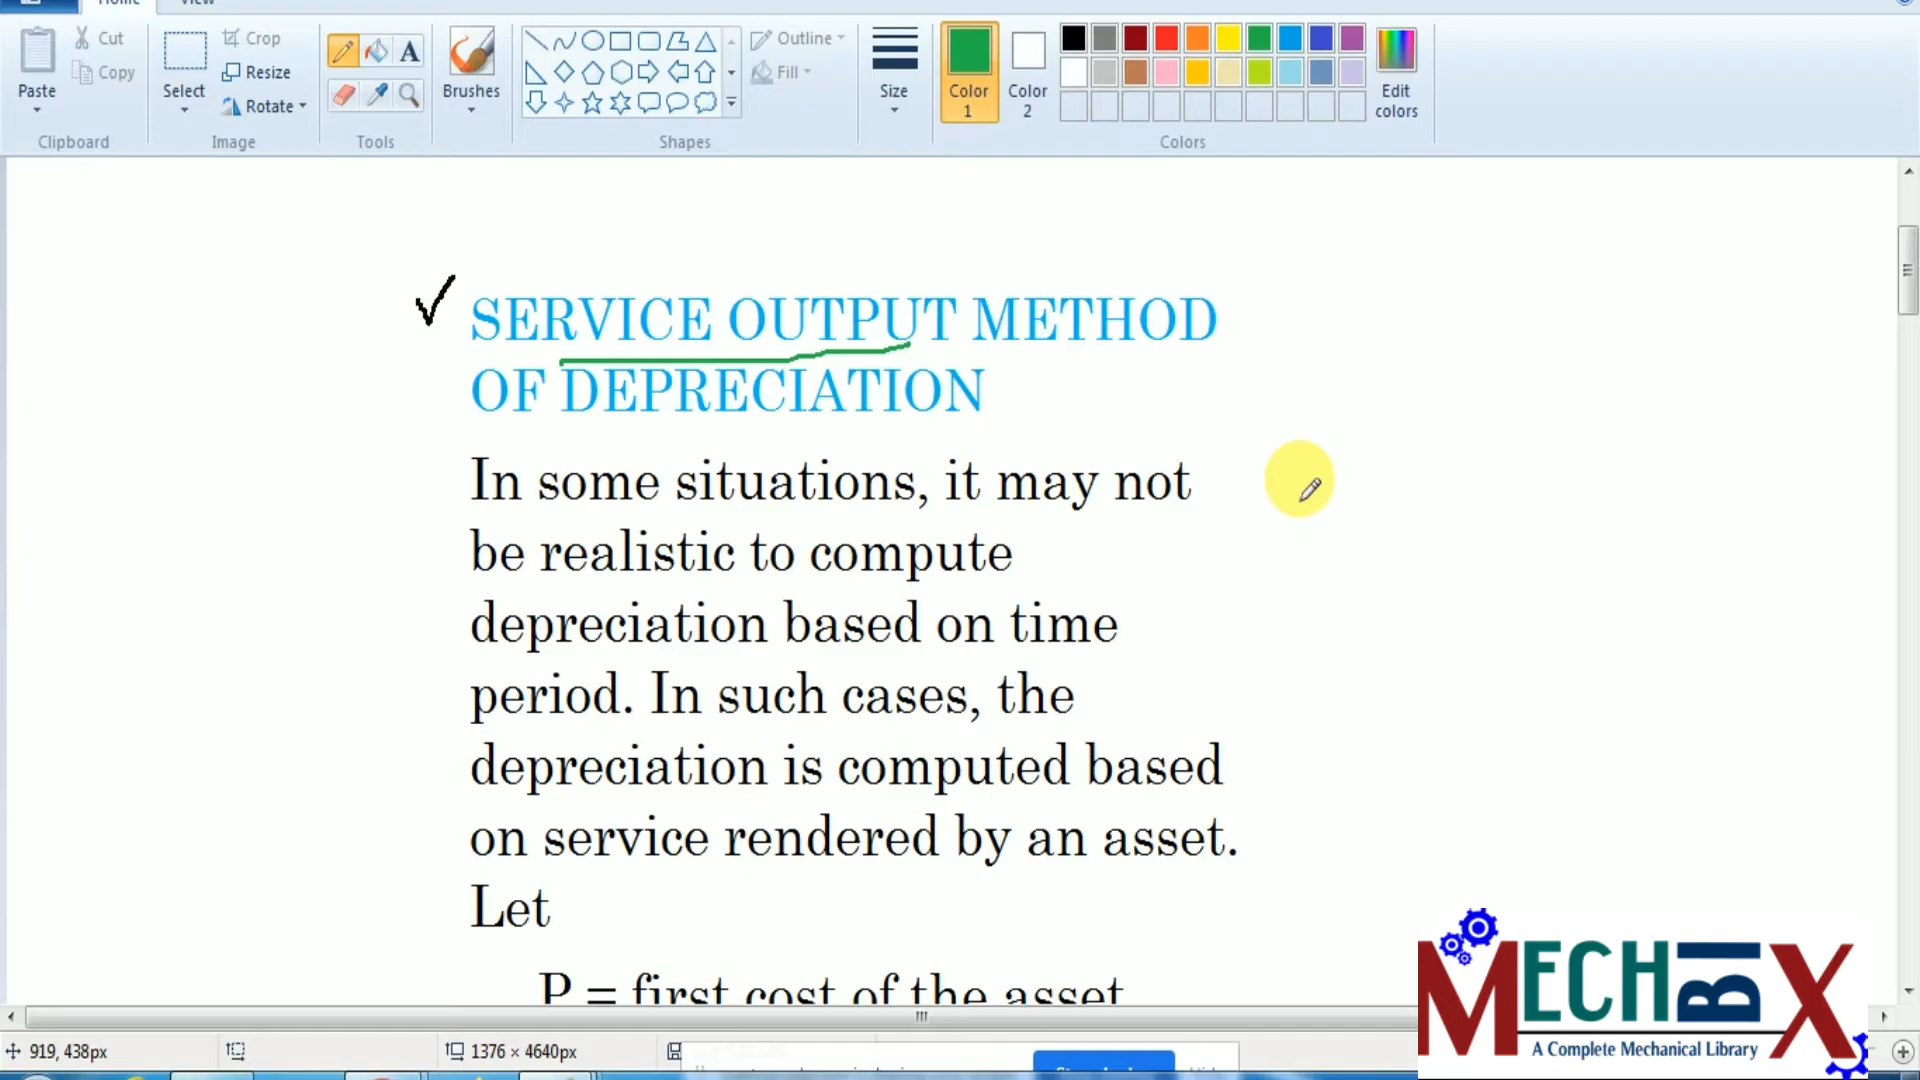 Home View
Paste
Cut
Copy
Clipboard
Select
Crop
Resize
Rotate
Image
A
Tools
Brushes
Outline
Fill
Shapes
Size
Color 1
Color 2
Edit colors
Colors
SERVICE OUTPUT METHOD
OF DEPRECIATION
In some situations, it may not
be realistic to compute
depreciation based on time
period. In such cases, the
depreciation is computed based
on service rendered by an asset.
Let
P = first cost of the asset
MECHBIX
A Complete Mechanical Library
919, 438px
1376 × 4640px